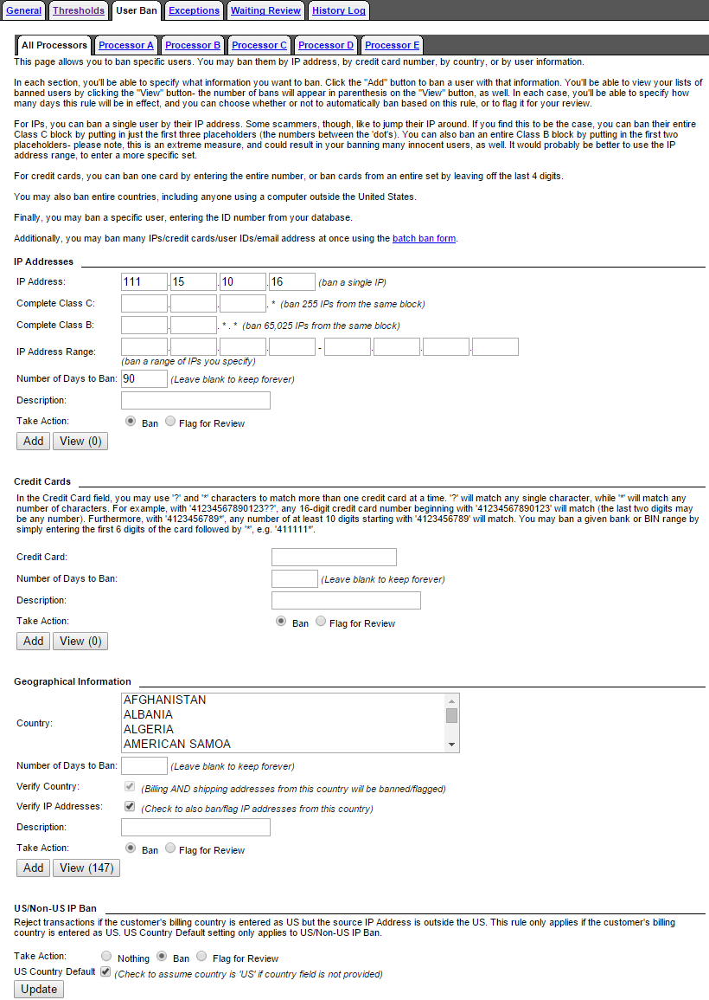 General Thresholds User Ban Exceptions Waiting Review History Log
All Processors Processor A Processor B Processor C Processor D Processor E
This page allows you to ban specific users. You may ban them by IP address, by credit card number, by country, or by user information.
In each section, you'll be able to specify what information you want to ban. Click the "Add" button to ban a user with that information. You'll be able to view your lists of
banned users by clicking the "View" button- the number of bans will appear in parenthesis on the "View" button, as well. In each case, you'll be able to specify how
many days this rule will be in effect, and you can choose whether or not to automatically ban based on this rule, or to flag it for your review.
For IPs, you can ban a single user by their IP address. Some scammers, though, like to jump their IP around. If you find this to be the case, you can ban their entire
Class C block by putting in just the first three placeholders (the numbers between the 'dot's). You can also ban an entire Class B block by putting in the first two
placeholders- please note, this is an extreme measure, and could result in your banning many innocent users, as well. It would probably be better to use the IP
address range, to enter a more specific set.
For credit cards, you can ban one card by entering the entire number, or ban cards from an entire set by leaving off the last 4 digits.
You may also ban entire countries, including anyone using a computer outside the United States.
Finally, you may ban a specific user, entering the ID number from your database.
Additionally, you may ban many IPs/credit cards/user IDs/email address at once using the batch ban form.
IP Addresses
IP Address: 111 . 15 . 10 . 16 (ban a single IP)
Complete Class C: . . . * (ban 255 IPs from the same block)
Complete Class B: . . * . * (ban 65,025 IPs from the same block)
IP Address Range: . . . - . . .
(ban a range of IPs you specify)
Number of Days to Ban: 90 (Leave blank to keep forever)
Description:
Take Action: Ban Flag for Review
Add View (0)
Credit Cards
In the Credit Card field, you may use '?' and '*' characters to match more than one credit card at a time. '?' will match any single character, while '*' will match any
number of characters. For example, with '41234567890123??', any 16-digit credit card number beginning with '41234567890123' will match (the last two digits may
be any number). Furthermore, with '4123456789*', any number of at least 10 digits starting with '4123456789' will match. You may ban a given bank or BIN range by
simply entering the first 6 digits of the card followed by '*', e.g. '411111*'.
Credit Card:
Number of Days to Ban: (Leave blank to keep forever)
Description:
Take Action: Ban Flag for Review
Add View (0)
Geographical Information
Country: AFGHANISTAN
ALBANIA
ALGERIA
AMERICAN SAMOA
Number of Days to Ban: (Leave blank to keep forever)
Verify Country: (Billing AND shipping addresses from this country will be banned/flagged)
Verify IP Addresses: (Check to also ban/flag IP addresses from this country)
Description:
Take Action: Ban Flag for Review
Add View (147)
US/Non-US IP Ban
Reject transactions if the customer's billing country is entered as US but the source IP Address is outside the US. This rule only applies if the customer's billing
country is entered as US. US Country Default setting only applies to US/Non-US IP Ban.
Take Action: Nothing Ban Flag for Review
US Country Default (Check to assume country is 'US' if country field is not provided)
Update